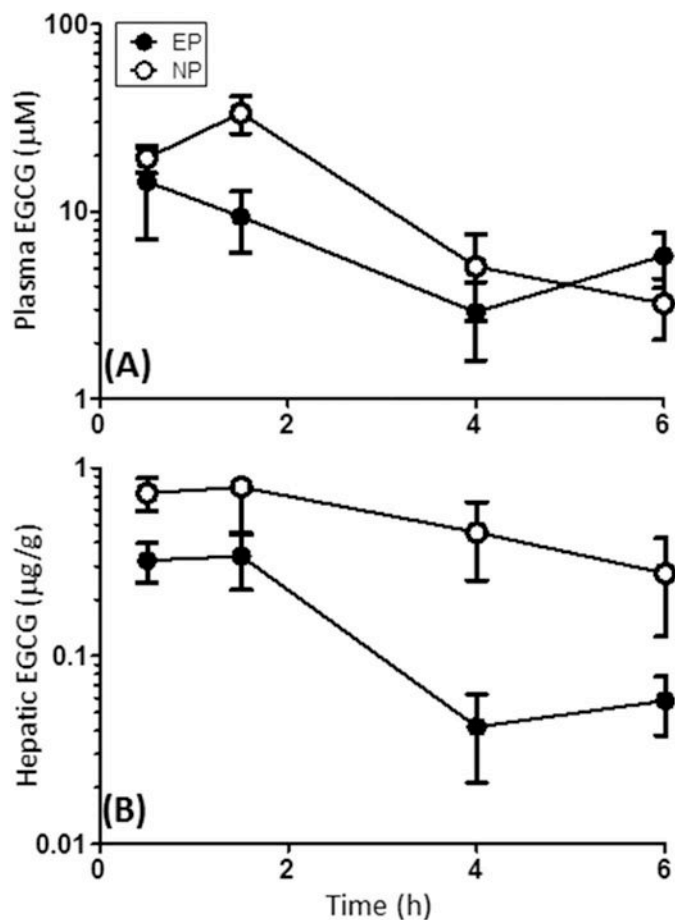 100
EP
NP
10
Plasma EGCG (μM)
(A)
1
0 2 4 6
1
0.1
Hepatic EGCG (μg/g)
(B)
0.01
0 2 4 6
Time (h)